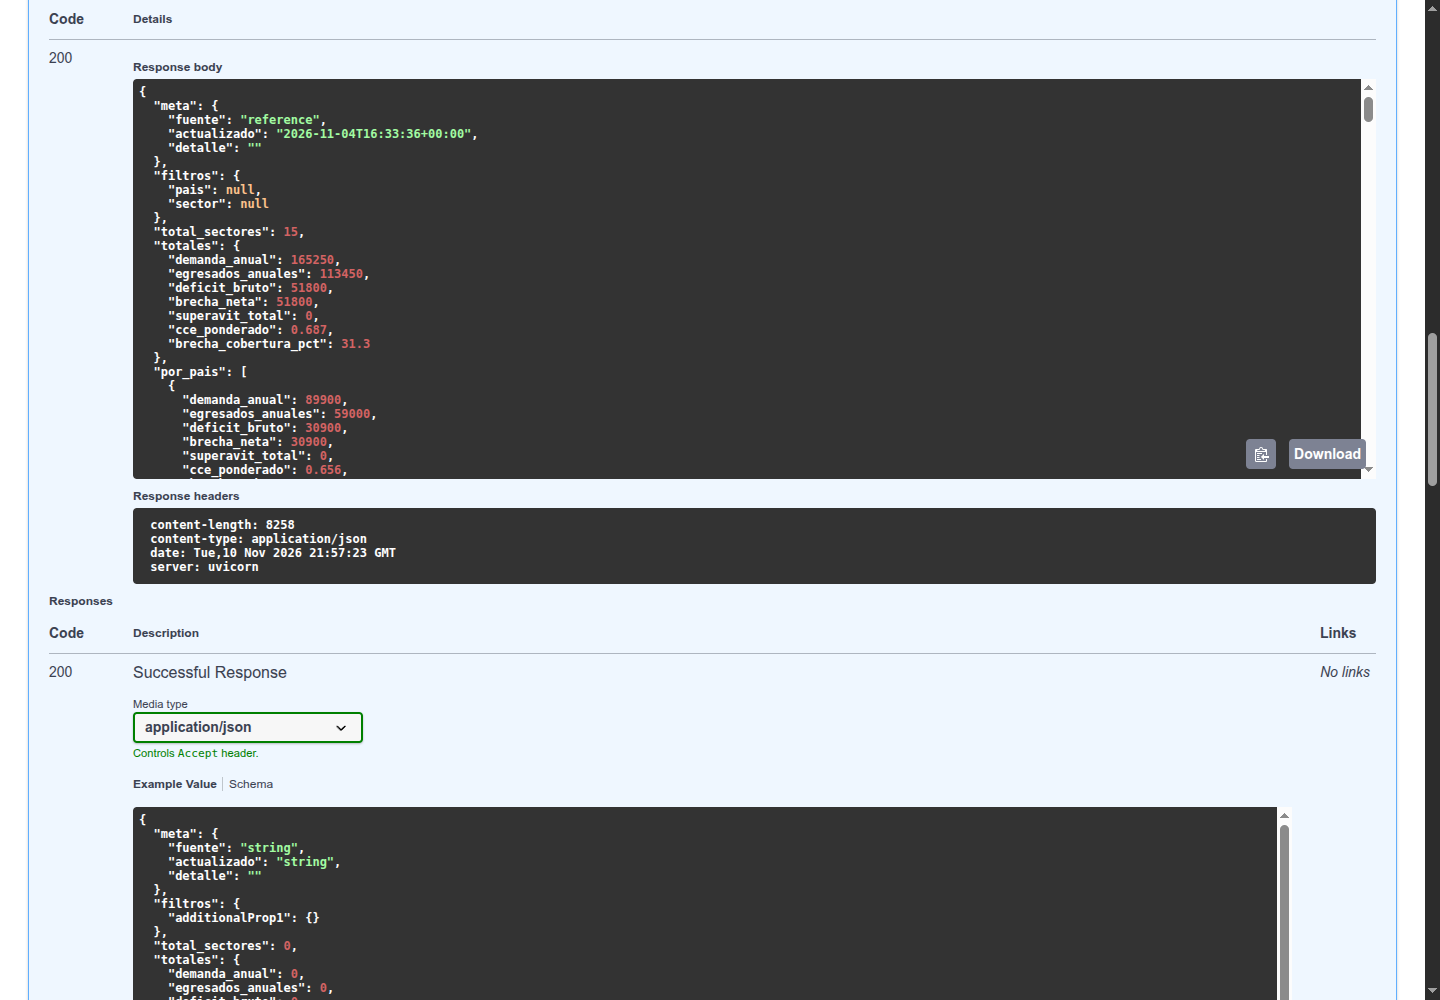 Code Details
200
Response body
{
  "meta": {
    "fuente": "reference",
    "actualizado": "2026-11-04T16:33:36+00:00",
    "detalle": ""
  },
  "filtros": {
    "pais": null,
    "sector": null
  },
  "total_sectores": 15,
  "totales": {
    "demanda_anual": 165250,
    "egresados_anuales": 113450,
    "deficit_bruto": 51800,
    "brecha_neta": 51800,
    "superavit_total": 0,
    "cce_ponderado": 0.687,
    "brecha_cobertura_pct": 31.3
  },
  "por_pais": [
    {
      "demanda_anual": 89900,
      "egresados_anuales": 59000,
      "deficit_bruto": 30900,
      "brecha_neta": 30900,
      "superavit_total": 0,
      "cce_ponderado": 0.656,
Download
Response headers
content-length: 8258
content-type: application/json
date: Tue,10 Nov 2026 21:57:23 GMT
server: uvicorn
Responses
Code Description Links
200 Successful Response No links
Media type
application/json
Controls Accept header.
Example Value Schema
{
  "meta": {
    "fuente": "string",
    "actualizado": "string",
    "detalle": ""
  },
  "filtros": {
    "additionalProp1": {}
  },
  "total_sectores": 0,
  "totales": {
    "demanda_anual": 0,
    "egresados_anuales": 0,